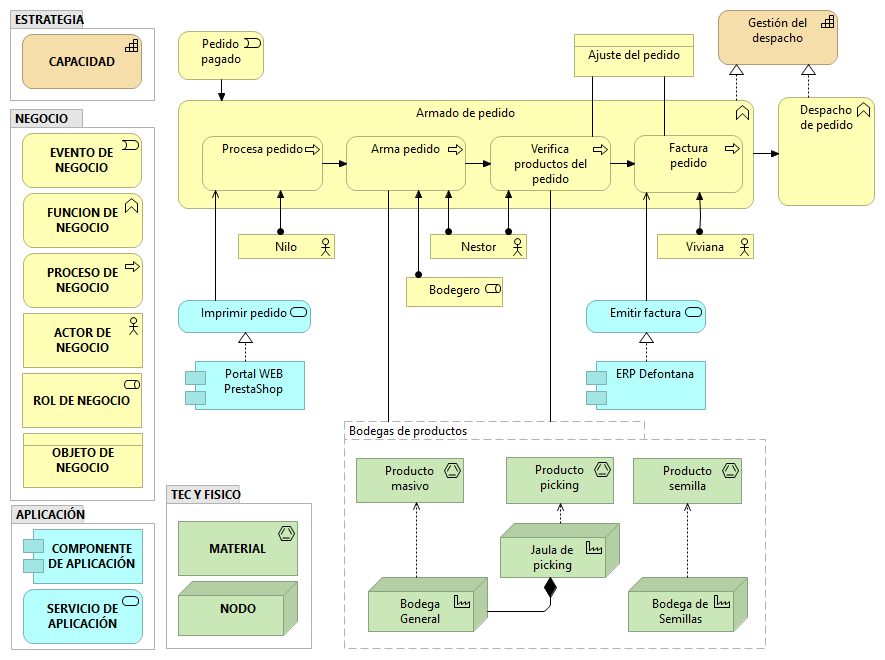 ESTRATEGIA
CAPACIDAD
NEGOCIO
EVENTO DE
NEGOCIO
FUNCION DE
NEGOCIO
PROCESO DE
NEGOCIO
ACTOR DE
NEGOCIO
ROL DE NEGOCIO
OBJETO DE
NEGOCIO
APLICACIÓN
COMPONENTE
DE APLICACIÓN
SERVICIO DE
APLICACIÓN
TEC Y FISICO
MATERIAL
NODO
Pedido
pagado
Ajuste del pedido
Gestión del
despacho
Armado de pedido
Despacho
de pedido
Procesa pedido
Arma pedido
Verifica
productos del
pedido
Factura
pedido
Nilo
Nestor
Viviana
Bodegero
Imprimir pedido
Emitir factura
Portal WEB
PrestaShop
ERP Defontana
Bodegas de productos
Producto
masivo
Producto
picking
Producto
semilla
Jaula de
picking
Bodega
General
Bodega de
Semillas